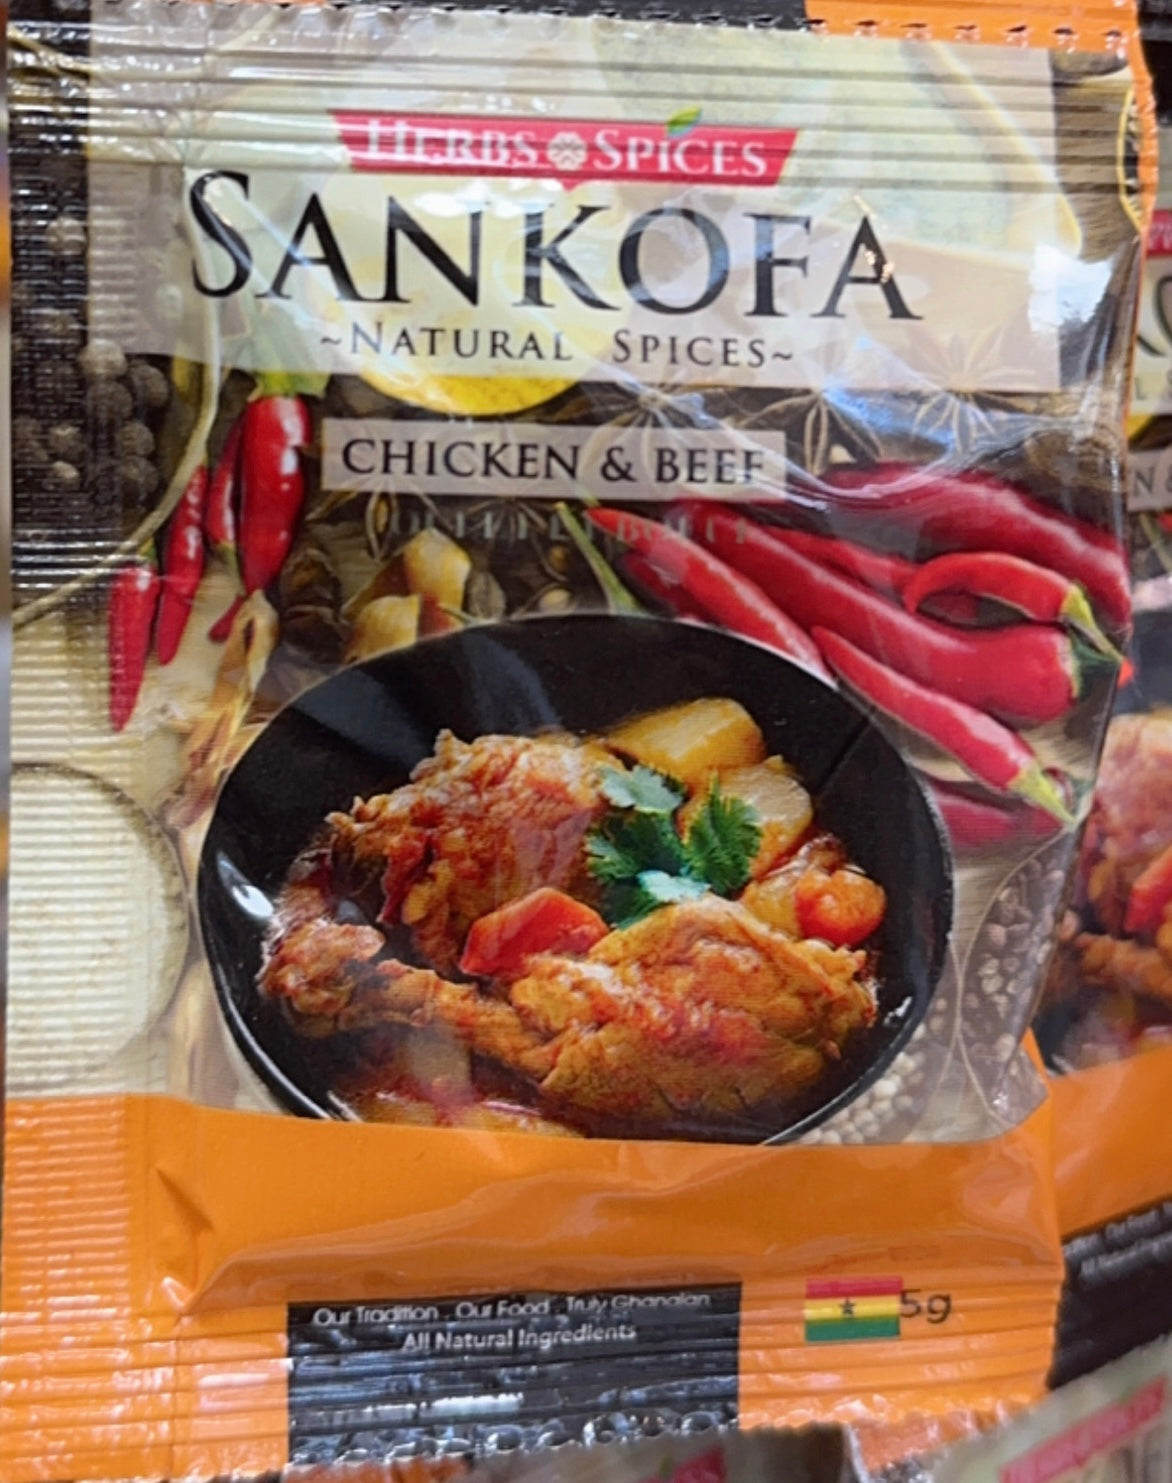 HERBS SPICES
SANKOFA
~NATURAL SPICES~
CHICKEN & BEEF
Our Tradition . Our Food . Truly Ghanaian
All Natural Ingredients
5g